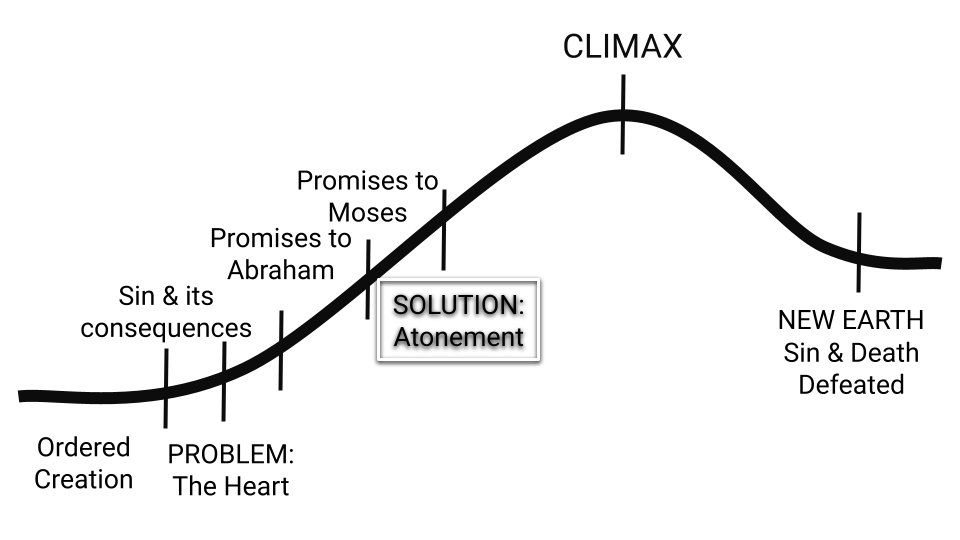 CLIMAX
Promises to
Moses
Promises to
Abraham
Sin & its
consequences
SOLUTION:
Atonement
NEW EARTH
Sin & Death
Defeated
Ordered
Creation
PROBLEM:
The Heart